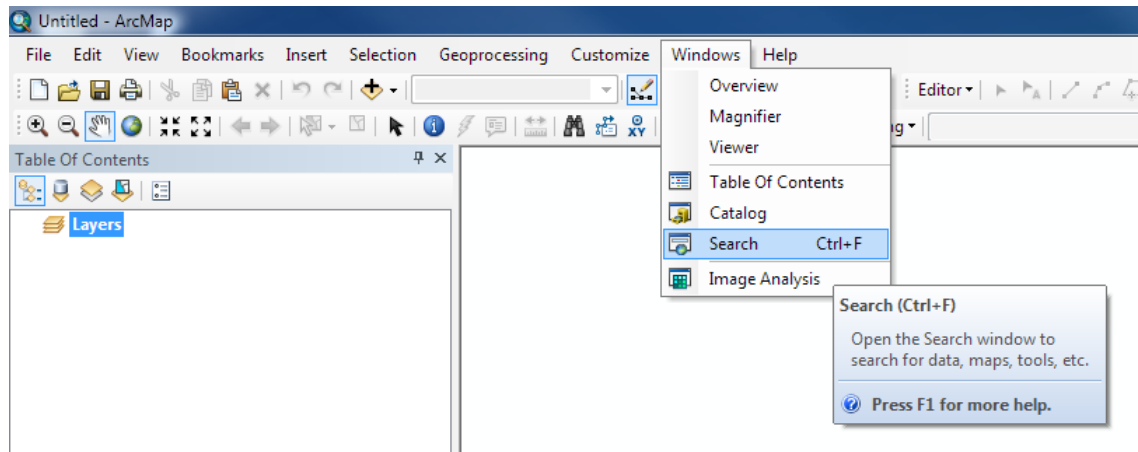 Untitled - ArcMap
File Edit View Bookmarks Insert Selection Geoprocessing Customize Windows Help
Editor
Table Of Contents
Layers
Overview
Magnifier
Viewer
Table Of Contents
Catalog
Search Ctrl+F
Image Analysis
Search (Ctrl+F)
Open the Search window to
search for data, maps, tools, etc.
Press F1 for more help.